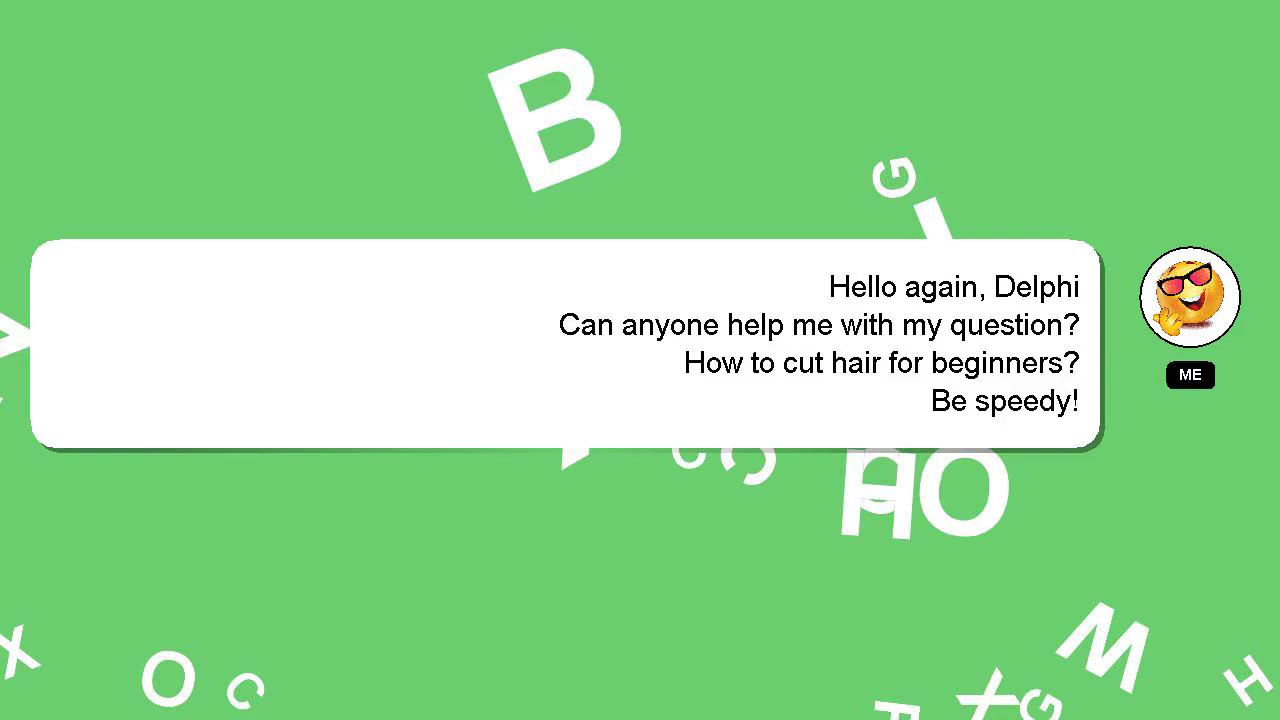 B
G
Hello again, Delphi
Can anyone help me with my question?
How to cut hair for beginners?
Be speedy!
ME
C
C
H
O
X
O
C
M
H
X
G